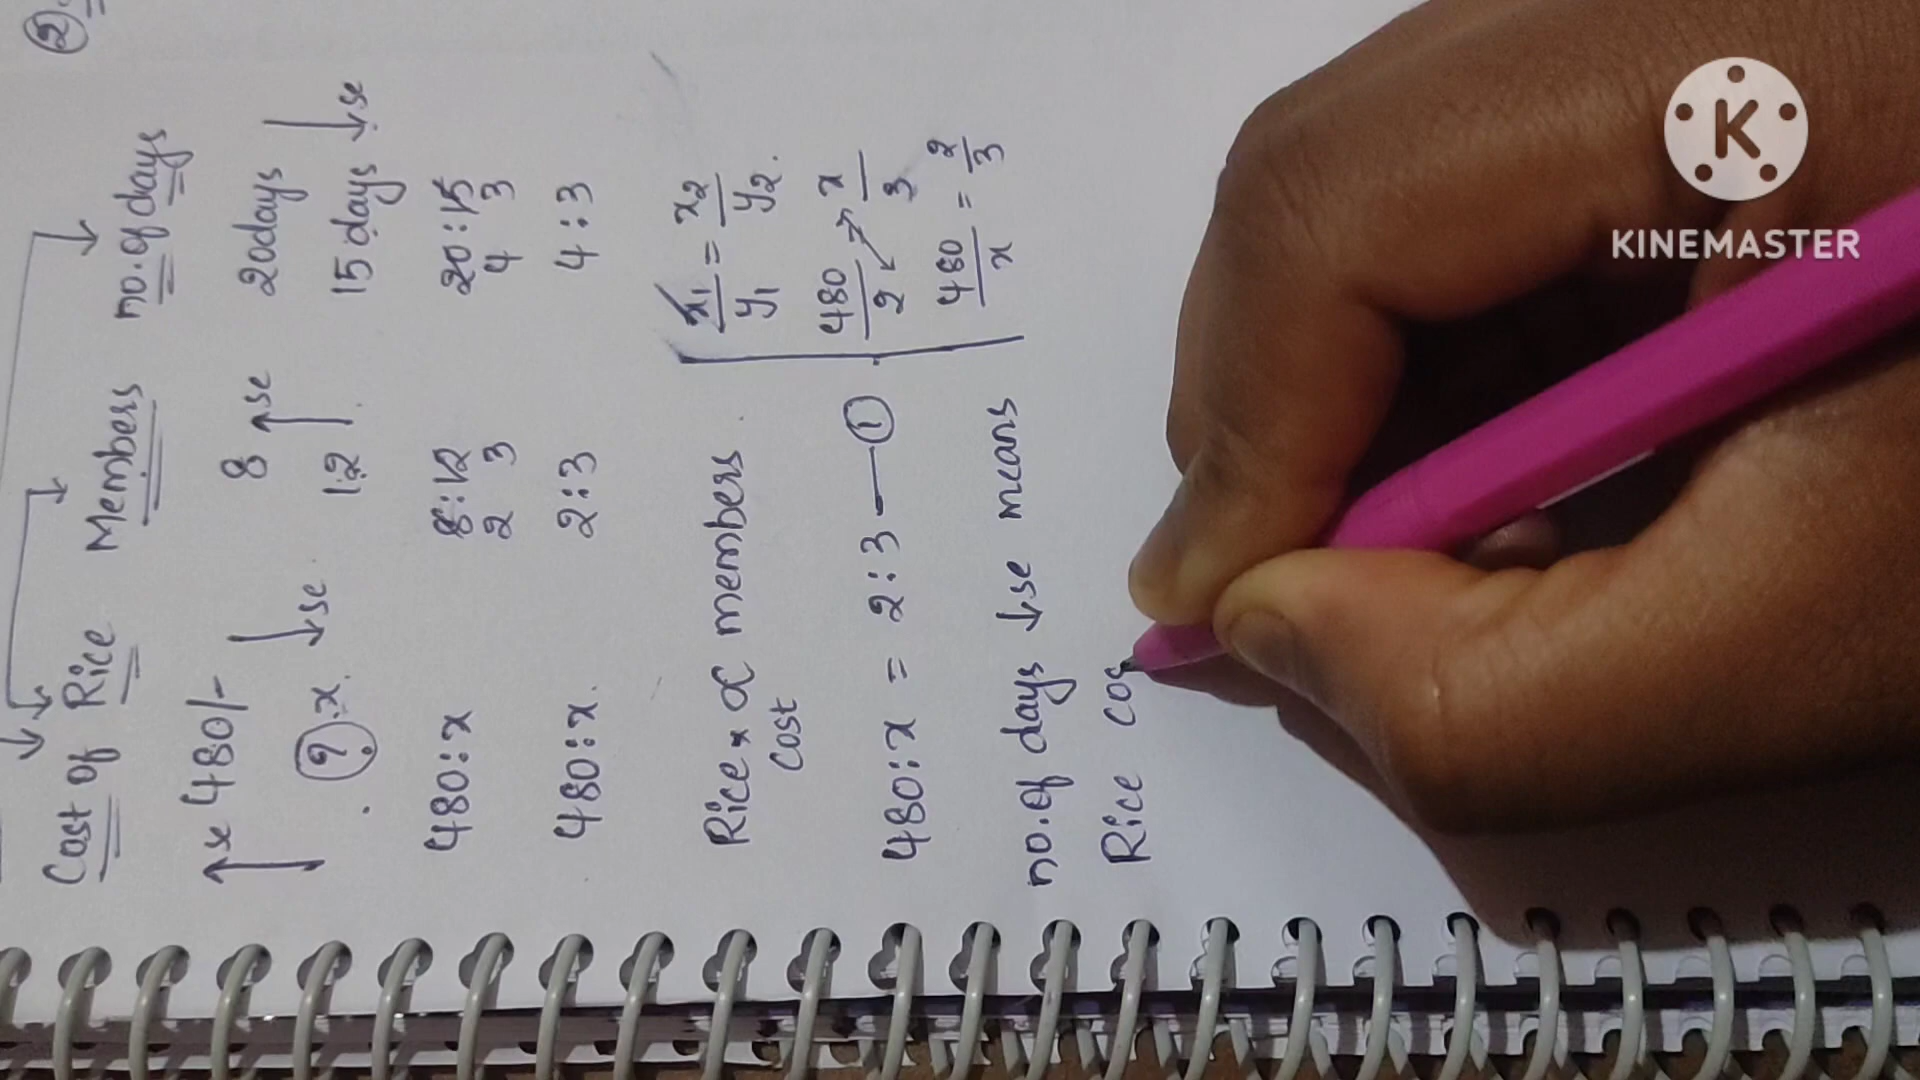 ②.
Cost of Rice   Members   no. of days
↑se 480/-   8   20days
? x. ↓se   12 ↑se   15 days ↓se
480:x   8:12   20:15
2 3   4 3
480:x.   2:3   4:3
Rice ∝ members.
cost
x₁/y₁ = x₂/y₂.
480/2 x/3
480:x = 2:3 — ①
480/x = 2/3
no. of days ↓se means
Rice cos
KINEMASTER